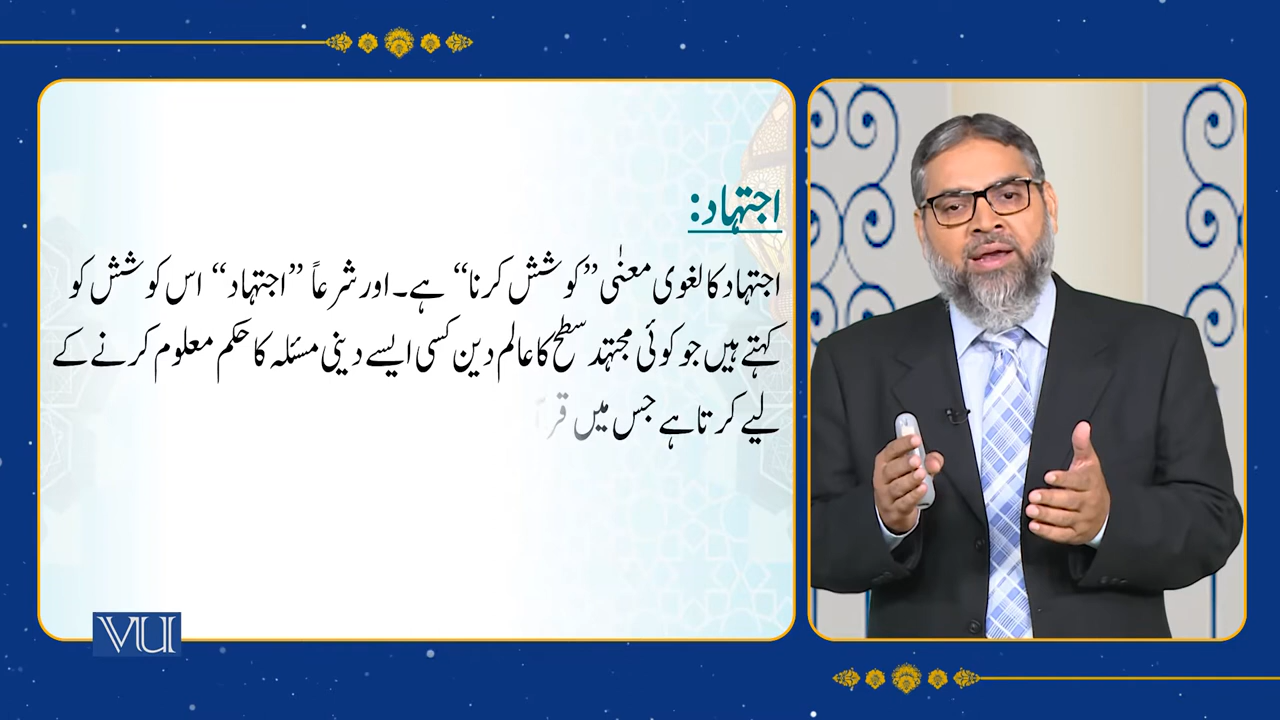 اجتہاد:
اجتہاد کا لغوی معنٰی ”کوشش کرنا“ ہے۔ اور شرعاً ”اجتہاد“ اس کوشش کو
کہتے ہیں جو کوئی مجتہد سطح کا عالم دین کسی ایسے دینی مسئلہ کا حکم معلوم کرنے کے
لیے کرتا ہے جس میں
VU